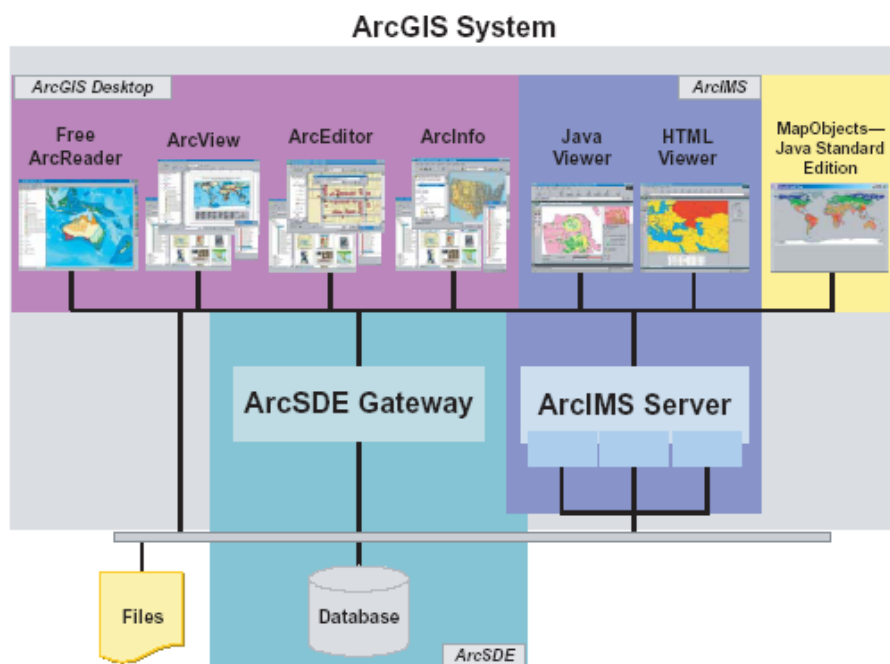 ArcGIS System
ArcGIS Desktop
ArcIMS
Free
ArcReader
ArcView
ArcEditor
ArcInfo
Java
Viewer
HTML
Viewer
MapObjects—
Java Standard
Edition
ArcSDE Gateway
ArcIMS Server
Files
Database
ArcSDE